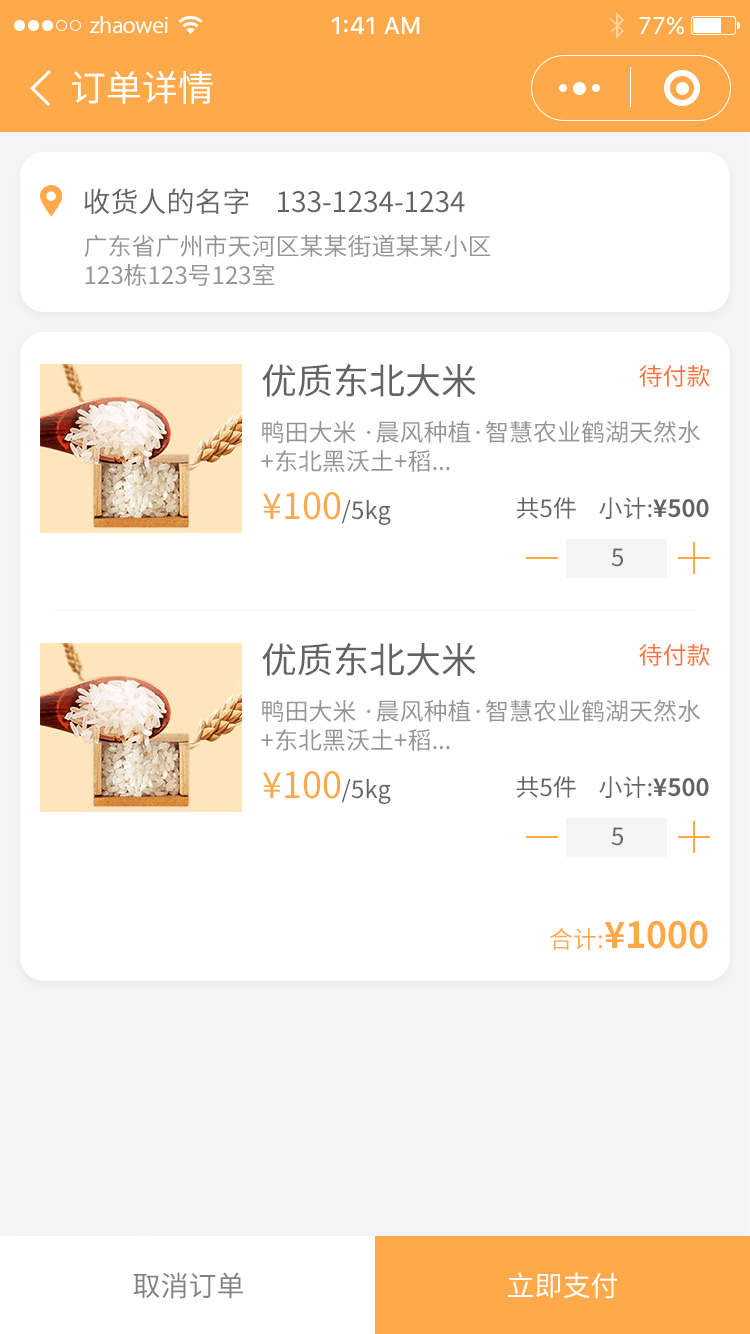 zhaowei 1:41 AM 77%
订单详情
收货人的名字 133-1234-1234
广东省广州市天河区某某街道某某小区
123栋123号123室
优质东北大米 待付款
鸭田大米 ·晨风种植·智慧农业鹤湖天然水
+东北黑沃土+稻...
¥100/5kg 共5件 小计:¥500
5
优质东北大米 待付款
鸭田大米 ·晨风种植·智慧农业鹤湖天然水
+东北黑沃土+稻...
¥100/5kg 共5件 小计:¥500
5
合计:¥1000
取消订单 立即支付